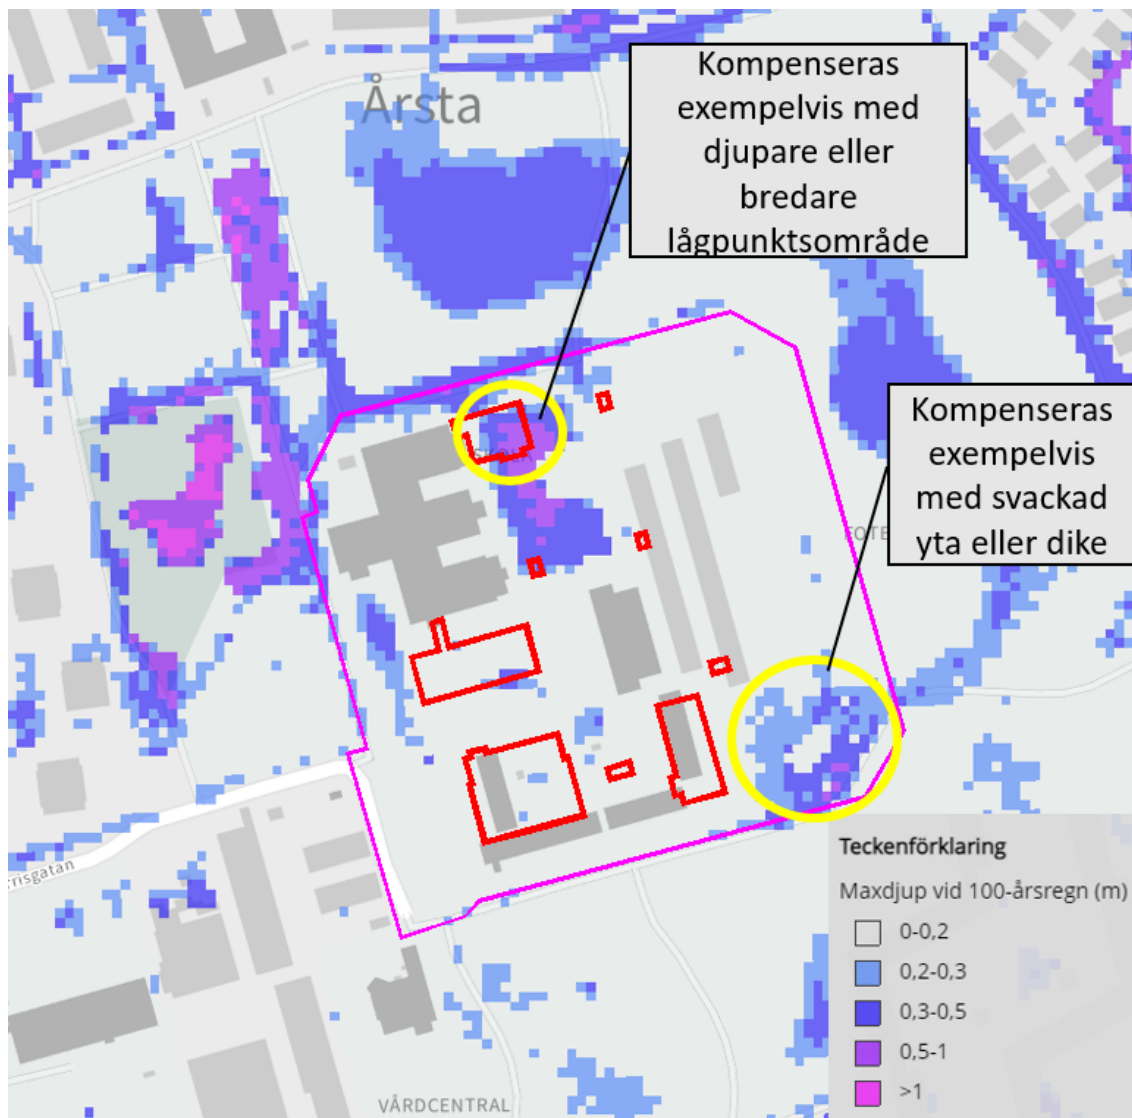 Årsta
Kompenseras
exempelvis med
djupare eller
bredare
lågpunktsområde
Kompenseras
exempelvis
med svackad
yta eller dike
Teckenförklaring
Maxdjup vid 100-årsregn (m)
0-0,2
0,2-0,3
0,3-0,5
0,5-1
>1
VÅRDCENTRAL